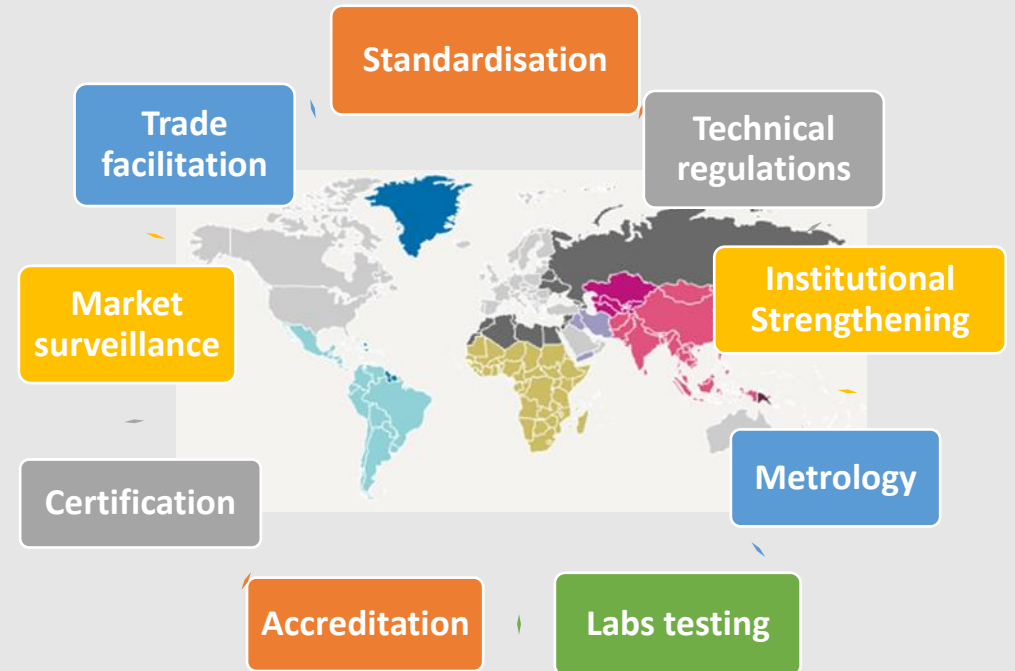 Standardisation
Trade
facilitation
Technical
regulations
Market
surveillance
Institutional
Strengthening
Certification
Metrology
Accreditation
Labs testing